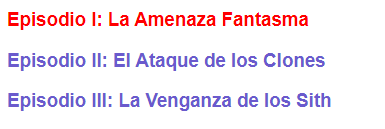 Episodio I: La Amenaza Fantasma
Episodio II: El Ataque de los Clones
Episodio III: La Venganza de los Sith